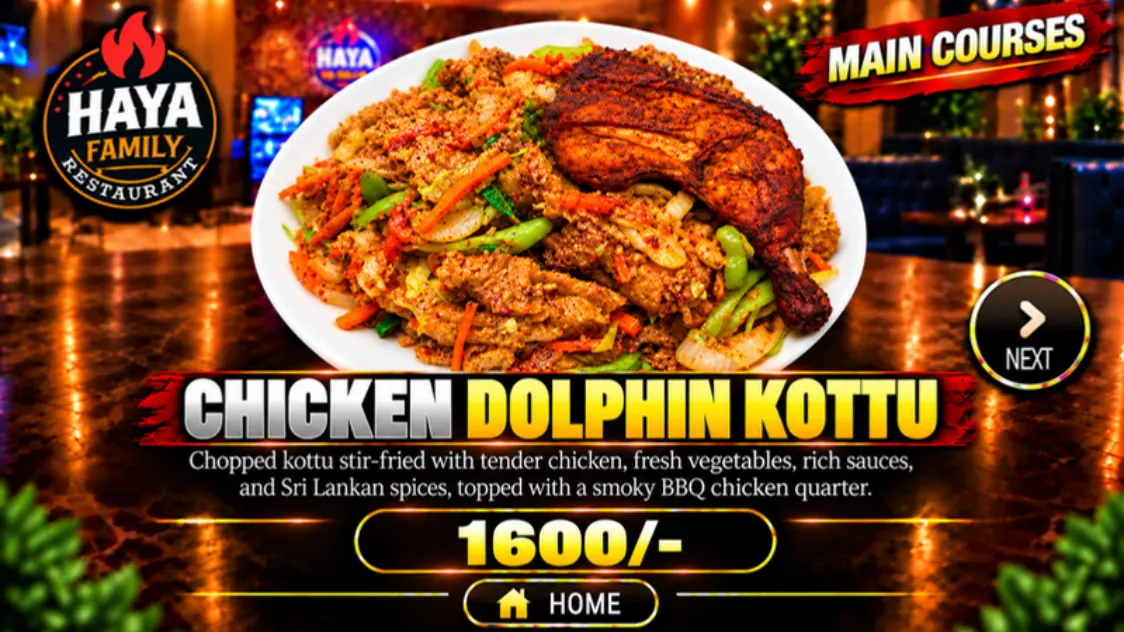 HAYA
FAMILY
RESTAURANT
HAYA
MAIN COURSES
NEXT
CHICKEN DOLPHIN KOTTU
Chopped kottu stir-fried with tender chicken, fresh vegetables, rich sauces,
and Sri Lankan spices, topped with a smoky BBQ chicken quarter.
1600/-
HOME